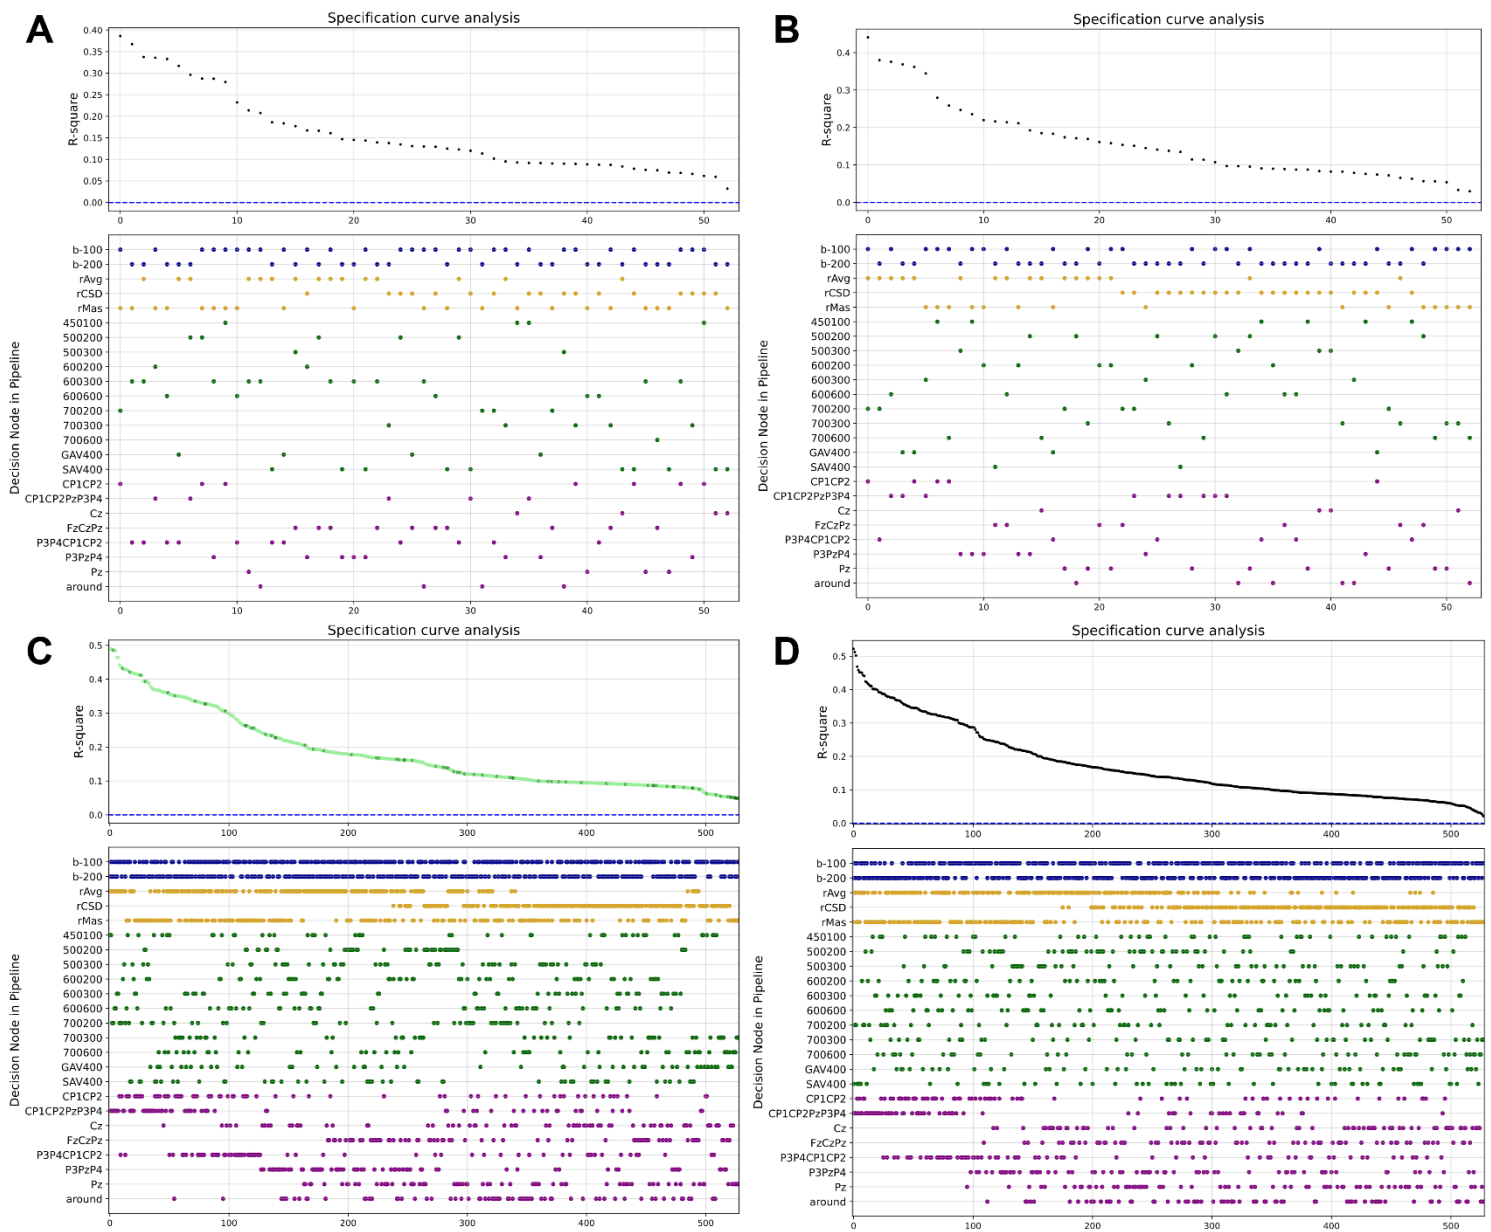 A
Specification curve analysis
R-square
0.40
0.35
0.30
0.25
0.20
0.15
0.10
0.05
0.00
0 10 20 30 40 50
Decision Node in Pipeline
b-100
b-200
rAvg
rCSD
rMas
450100
500200
500300
600200
600300
600600
700200
700300
700600
GAV400
SAV400
CP1CP2
CP1CP2PzP3P4
Cz
FzCzPz
P3P4CP1CP2
P3PzP4
Pz
around
0 10 20 30 40 50
B
Specification curve analysis
R-square
0.4
0.3
0.2
0.1
0.0
0 10 20 30 40 50
Decision Node in Pipeline
b-100
b-200
rAvg
rCSD
rMas
450100
500200
500300
600200
600300
600600
700200
700300
700600
GAV400
SAV400
CP1CP2
CP1CP2PzP3P4
Cz
FzCzPz
P3P4CP1CP2
P3PzP4
Pz
around
0 10 20 30 40 50
C
Specification curve analysis
R-square
0.5
0.4
0.3
0.2
0.1
0.0
0 100 200 300 400 500
Decision Node in Pipeline
b-100
b-200
rAvg
rCSD
rMas
450100
500200
500300
600200
600300
600600
700200
700300
700600
GAV400
SAV400
CP1CP2
CP1CP2PzP3P4
Cz
FzCzPz
P3P4CP1CP2
P3PzP4
Pz
around
0 100 200 300 400 500
D
Specification curve analysis
R-square
0.5
0.4
0.3
0.2
0.1
0.0
0 100 200 300 400 500
Decision Node in Pipeline
b-100
b-200
rAvg
rCSD
rMas
450100
500200
500300
600200
600300
600600
700200
700300
700600
GAV400
SAV400
CP1CP2
CP1CP2PzP3P4
Cz
FzCzPz
P3P4CP1CP2
P3PzP4
Pz
around
0 100 200 300 400 500